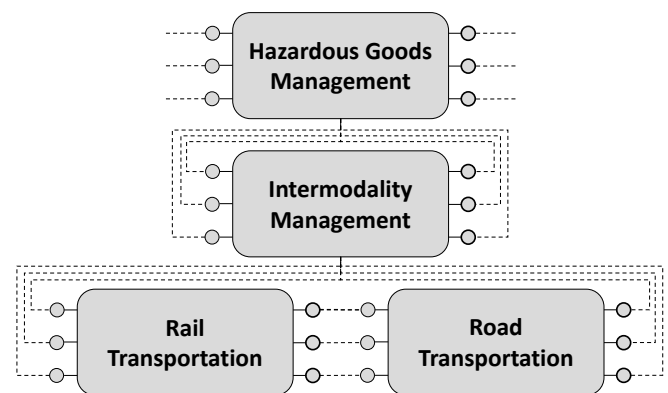 Hazardous Goods
Management
Intermodality
Management
Rail
Transportation
Road
Transportation